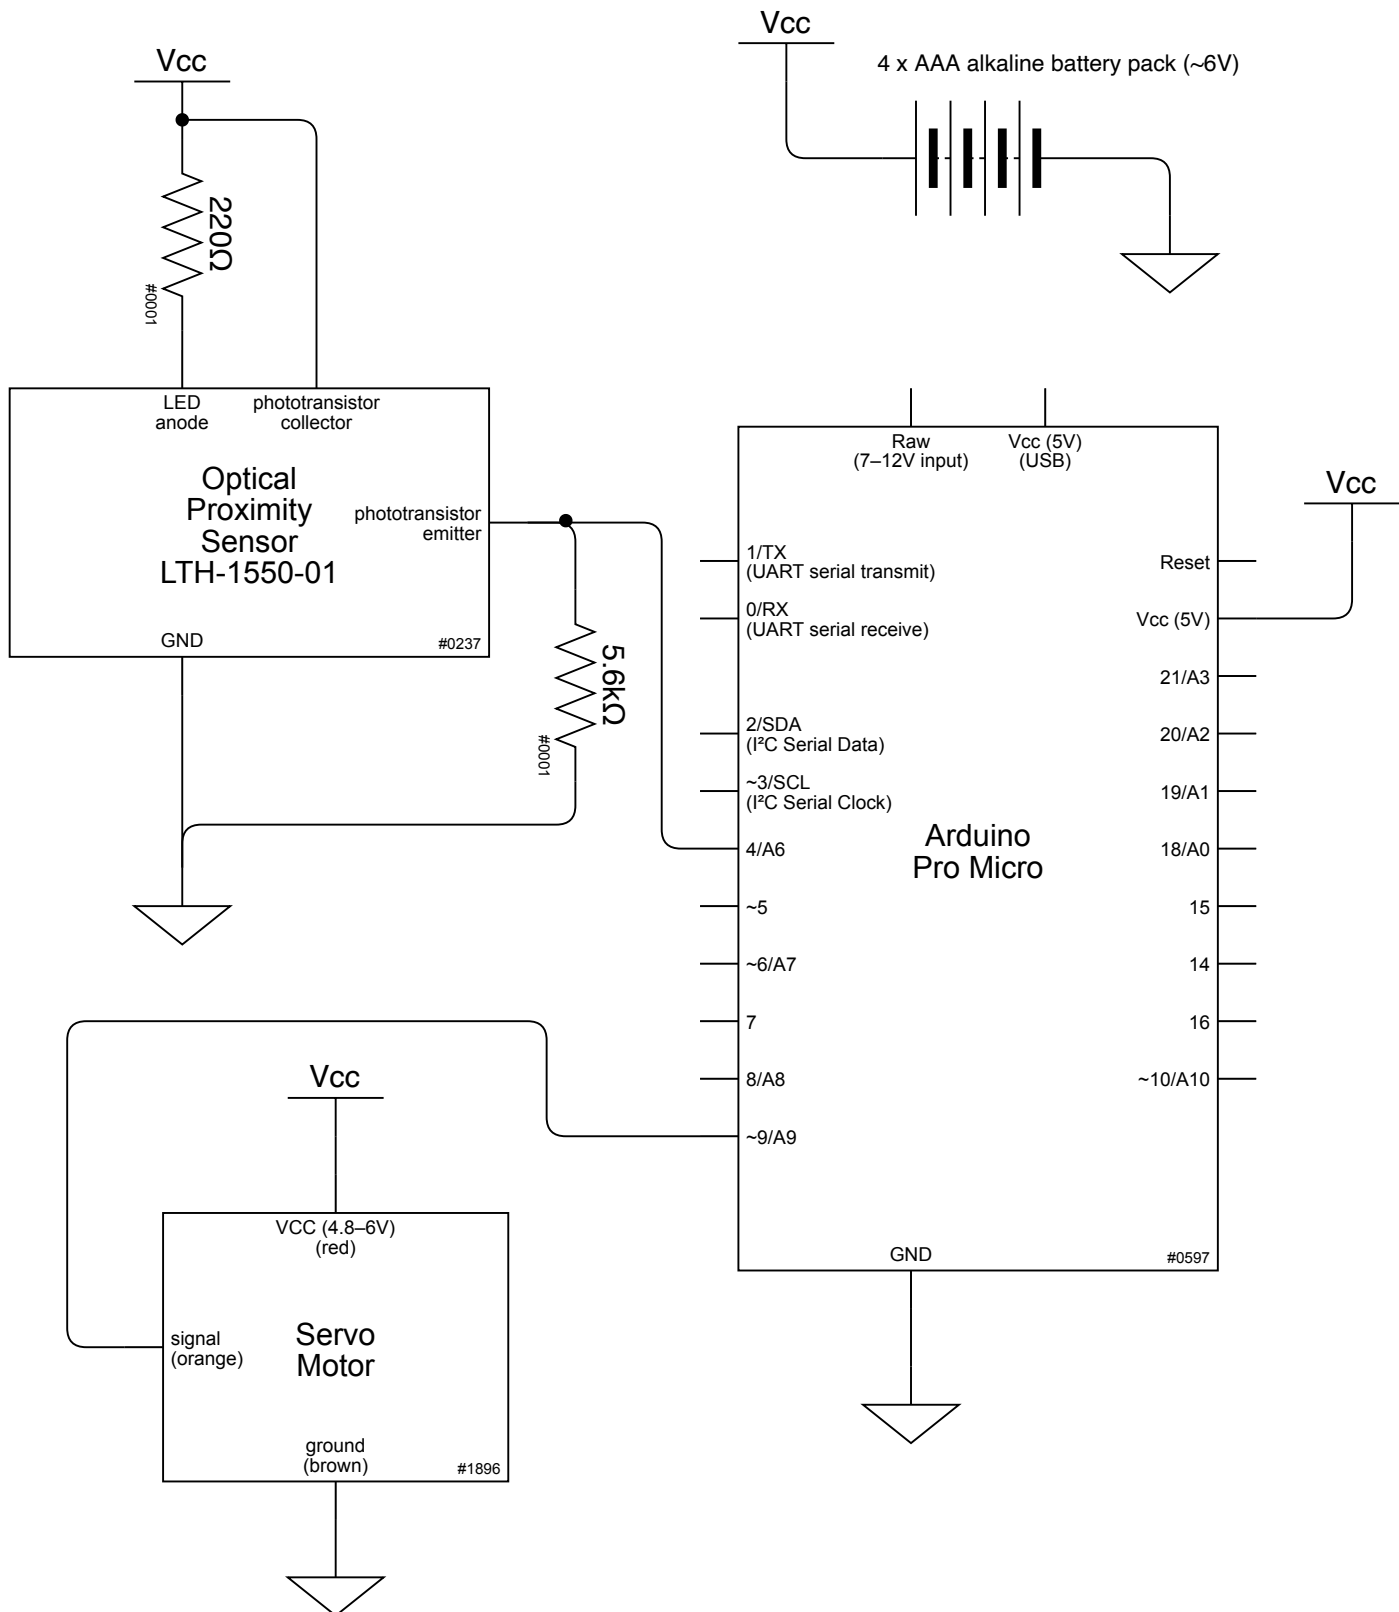 Vcc
4 x AAA alkaline battery pack (~6V)
Vcc
220Ω
#0001
LED
anode
phototransistor
collector
Optical
Proximity
Sensor
LTH-1550-01
phototransistor
emitter
GND
#0237
5.6kΩ
#0001
Raw
(7–12V input)
Vcc (5V)
(USB)
Vcc
1/TX
(UART serial transmit)
0/RX
(UART serial receive)
2/SDA
(I²C Serial Data)
~3/SCL
(I²C Serial Clock)
4/A6
~5
~6/A7
7
8/A8
~9/A9
Arduino
Pro Micro
Reset
Vcc (5V)
21/A3
20/A2
19/A1
18/A0
15
14
16
~10/A10
GND
#0597
Vcc
VCC (4.8–6V)
(red)
signal
(orange)
Servo
Motor
ground
(brown)
#1896